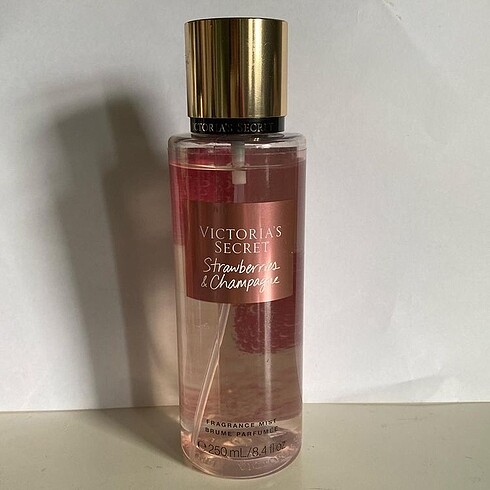 VICTORIA'S SECRET
VICTORIA'S
SECRET
Strawberries
& Champagne
FRAGRANCE MIST
BRUME PARFUMÉE
℮ 250 mL/8.4 fl oz